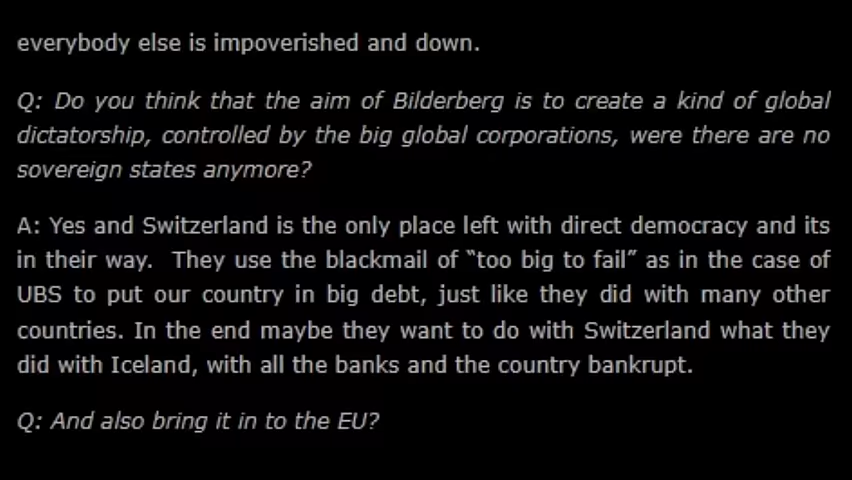 everybody else is impoverished and down.
Q: Do you think that the aim of Bilderberg is to create a kind of global
dictatorship, controlled by the big global corporations, were there are no
sovereign states anymore?
A: Yes and Switzerland is the only place left with direct democracy and its
in their way. They use the blackmail of “too big to fail” as in the case of
UBS to put our country in big debt, just like they did with many other
countries. In the end maybe they want to do with Switzerland what they
did with Iceland, with all the banks and the country bankrupt.
Q: And also bring it in to the EU?